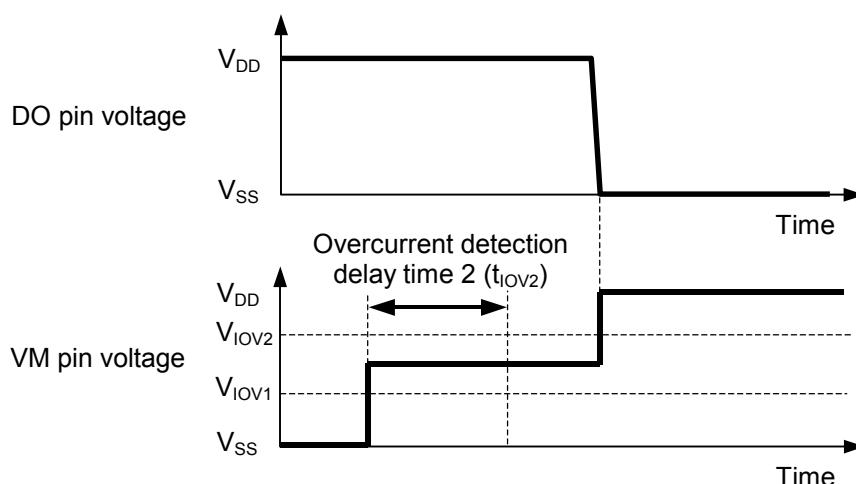 V_DD
DO pin voltage
V_SS
Time
Overcurrent detection
delay time 2 (t_IOV2)
V_DD
V_IOV2
VM pin voltage
V_IOV1
V_SS
Time